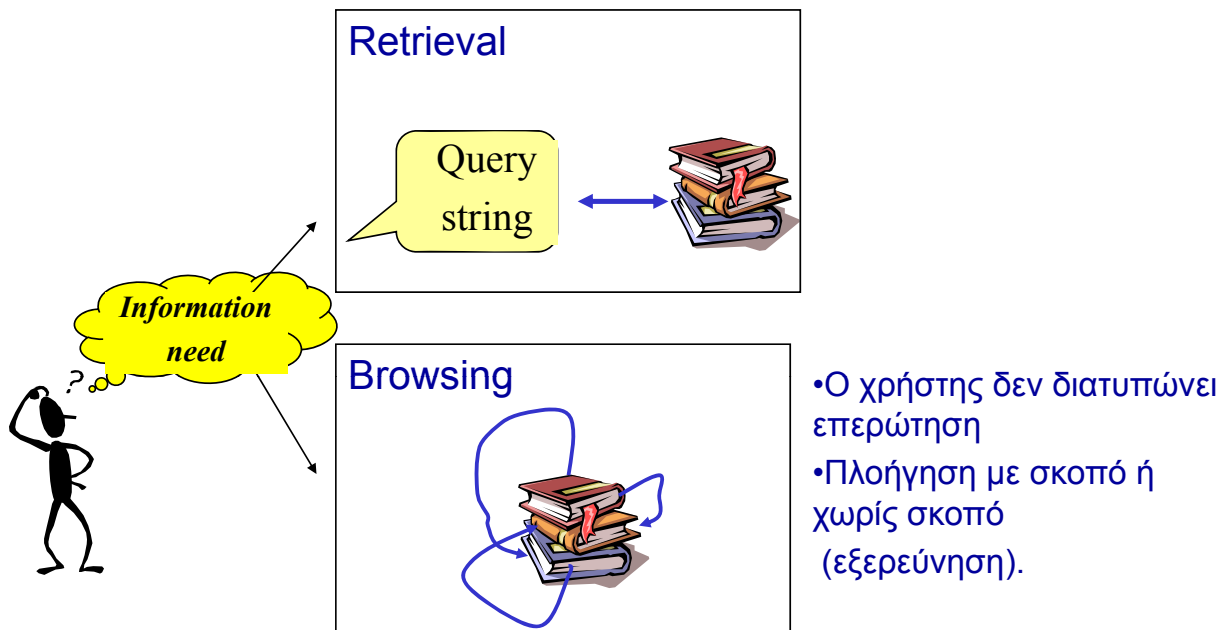 Retrieval
Query
string
Information
need
?
Browsing
•Ο χρήστης δεν διατυπώνει
επερώτηση
•Πλοήγηση με σκοπό ή
χωρίς σκοπό
(εξερεύνηση).